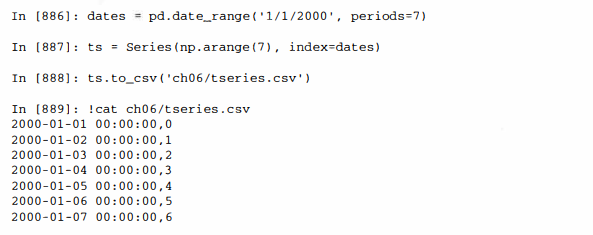 In [886]: dates = pd.date_range('1/1/2000', periods=7)
In [887]: ts = Series(np.arange(7), index=dates)
In [888]: ts.to_csv('ch06/tseries.csv')
In [889]: !cat ch06/tseries.csv
2000-01-01 00:00:00,0
2000-01-02 00:00:00,1
2000-01-03 00:00:00,2
2000-01-04 00:00:00,3
2000-01-05 00:00:00,4
2000-01-06 00:00:00,5
2000-01-07 00:00:00,6